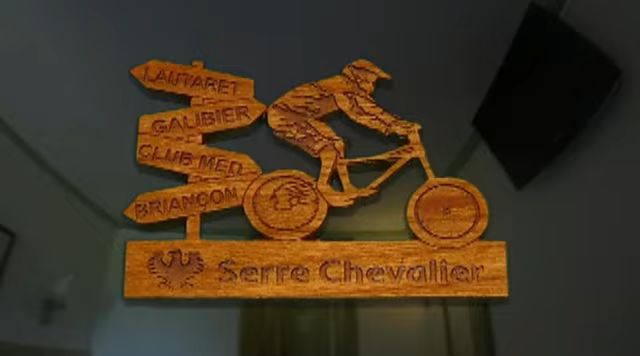 LAUTARET
GALIBIER
CLUB MED
BRIANÇON
Serre Chevalier